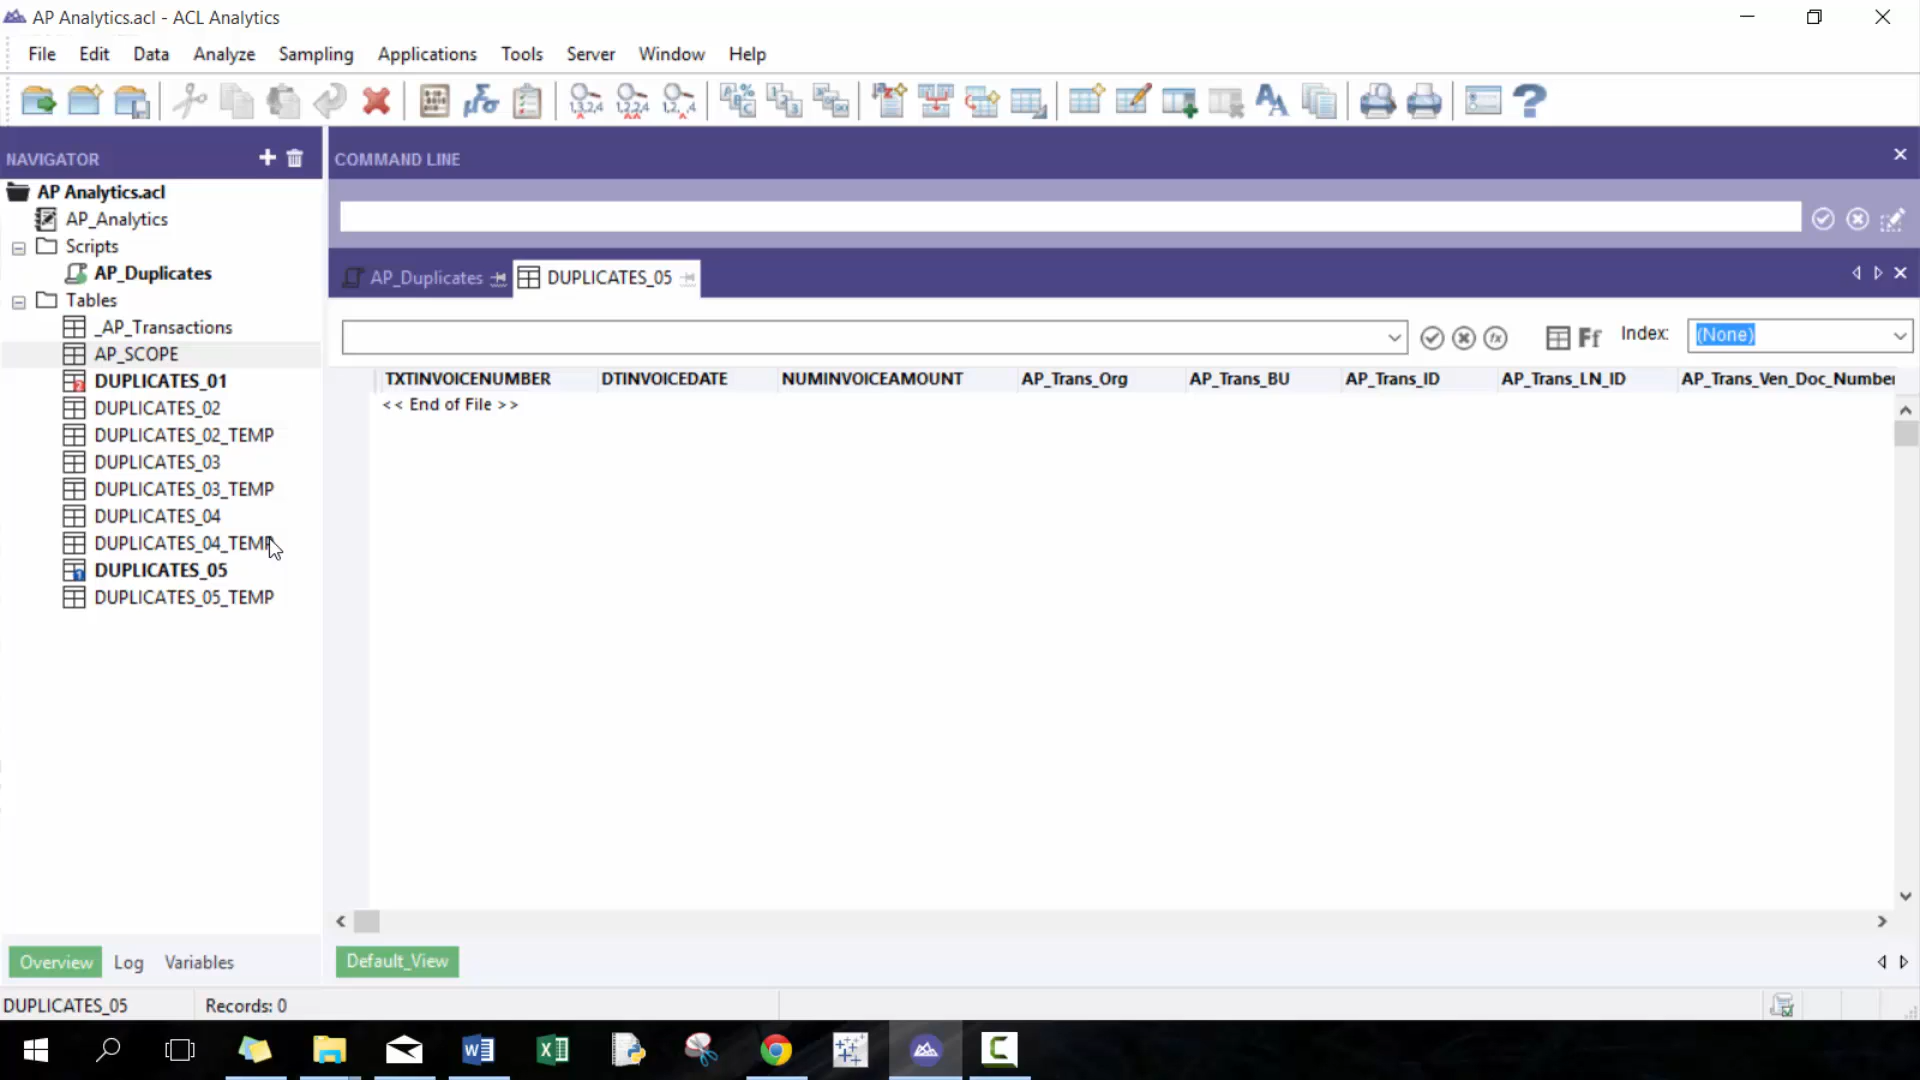 AP Analytics.acl - ACL Analytics
File Edit Data Analyze Sampling Applications Tools Server Window Help
NAVIGATOR
COMMAND LINE
AP Analytics.acl
AP_Analytics
Scripts
AP_Duplicates
Tables
_AP_Transactions
AP_SCOPE
DUPLICATES_01
DUPLICATES_02
DUPLICATES_02_TEMP
DUPLICATES_03
DUPLICATES_03_TEMP
DUPLICATES_04
DUPLICATES_04_TEMP
DUPLICATES_05
DUPLICATES_05_TEMP
AP_Duplicates DUPLICATES_05
Ff Index: (None)
TXTINVOICENUMBER DTINVOICEDATE NUMINVOICEAMOUNT AP_Trans_Org AP_Trans_BU AP_Trans_ID AP_Trans_LN_ID AP_Trans_Ven_Doc_Number
<< End of File >>
Overview Log Variables
Default_View
DUPLICATES_05 Records: 0